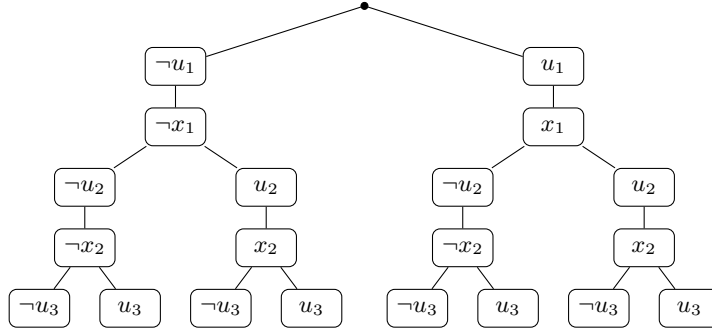 ¬u₁ u₁
¬x₁ x₁
¬u₂ u₂ ¬u₂ u₂
¬x₂ x₂ ¬x₂ x₂
¬u₃ u₃ ¬u₃ u₃ ¬u₃ u₃ ¬u₃ u₃